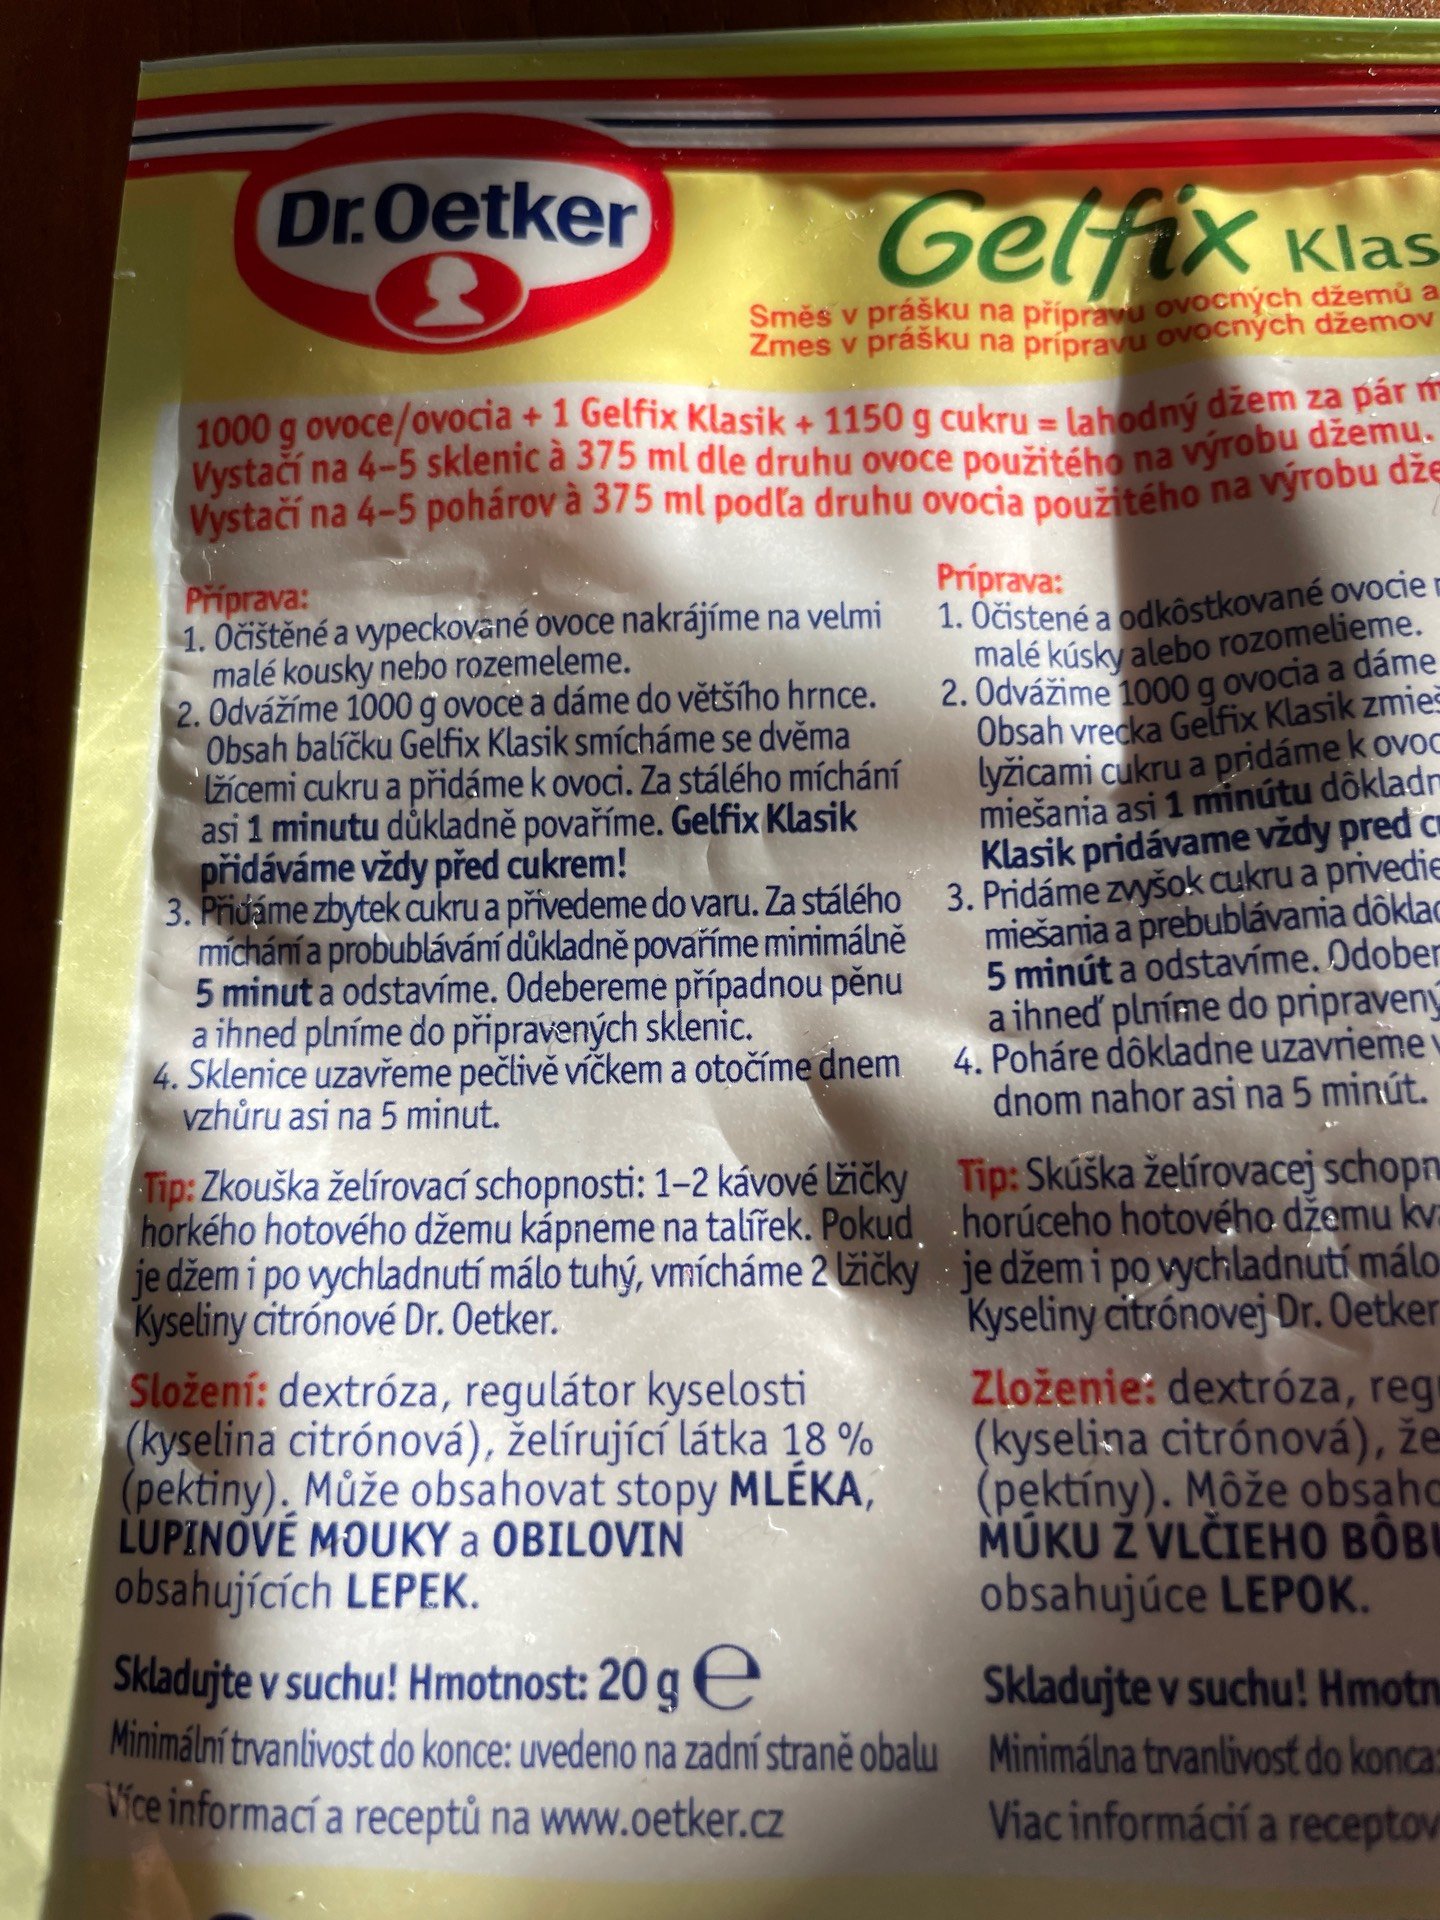 Dr.Oetker
Gelfix Klas
Směs v prášku na přípravu ovocných džemů a
Zmes v prášku na prípravu ovocných džemov
1000 g ovoce/ovocia + 1 Gelfix Klasik + 1150 g cukru = lahodný džem za pár m
Vystačí na 4–5 sklenic à 375 ml dle druhu ovoce použitého na výrobu džemu.
Vystačí na 4–5 pohárov à 375 ml podľa druhu ovocia použitého na výrobu dže
Příprava:
1. Očištěné a vypeckované ovoce nakrájíme na velmi
malé kousky nebo rozemeleme.
2. Odvážíme 1000 g ovoce a dáme do většího hrnce.
Obsah balíčku Gelfix Klasik smícháme se dvěma
lžícemi cukru a přidáme k ovoci. Za stálého míchání
asi 1 minutu důkladně povaříme. Gelfix Klasik
přidáváme vždy před cukrem!
3. Přidáme zbytek cukru a přivedeme do varu. Za stálého
míchání a probublávání důkladně povaříme minimálně
5 minut a odstavíme. Odebereme případnou pěnu
a ihned plníme do připravených sklenic.
4. Sklenice uzavřeme pečlivě víčkem a otočíme dnem
vzhůru asi na 5 minut.
Tip: Zkouška želírovací schopnosti: 1–2 kávové lžičky
horkého hotového džemu kápneme na talířek. Pokud
je džem i po vychladnutí málo tuhý, vmícháme 2 lžičky
Kyseliny citrónové Dr. Oetker.
Složení: dextróza, regulátor kyselosti
(kyselina citrónová), želírující látka 18 %
(pektiny). Může obsahovat stopy MLÉKA,
LUPINOVÉ MOUKY a OBILOVIN
obsahujících LEPEK.
Skladujte v suchu! Hmotnost: 20 g ℮
Minimální trvanlivost do konce: uvedeno na zadní straně obalu
Více informací a receptů na www.oetker.cz
Príprava:
1. Očistené a odkôstkované ovocie
malé kúsky alebo rozomelieme.
2. Odvážime 1000 g ovocia a dáme
Obsah vrecka Gelfix Klasik zmieš
lyžicami cukru a pridáme k ovoc
miešania asi 1 minútu dôkladn
Klasik pridávame vždy pred c
3. Pridáme zvyšok cukru a privedie
miešania a prebublávania dôklad
5 minút a odstavíme. Odober
a ihneď plníme do pripravený
4. Poháre dôkladne uzavrieme
dnom nahor asi na 5 minút.
Tip: Skúška želírovacej schopn
horúceho hotového džemu kva
je džem i po vychladnutí málo
Kyseliny citrónovej Dr. Oetker
Zloženie: dextróza, reg
(kyselina citrónová), že
(pektíny). Môže obsaho
MÚKU Z VLČIEHO BÔB
obsahujúce LEPOK.
Skladujte v suchu! Hmotn
Minimálna trvanlivosť do konca:
Viac informácií a receptov